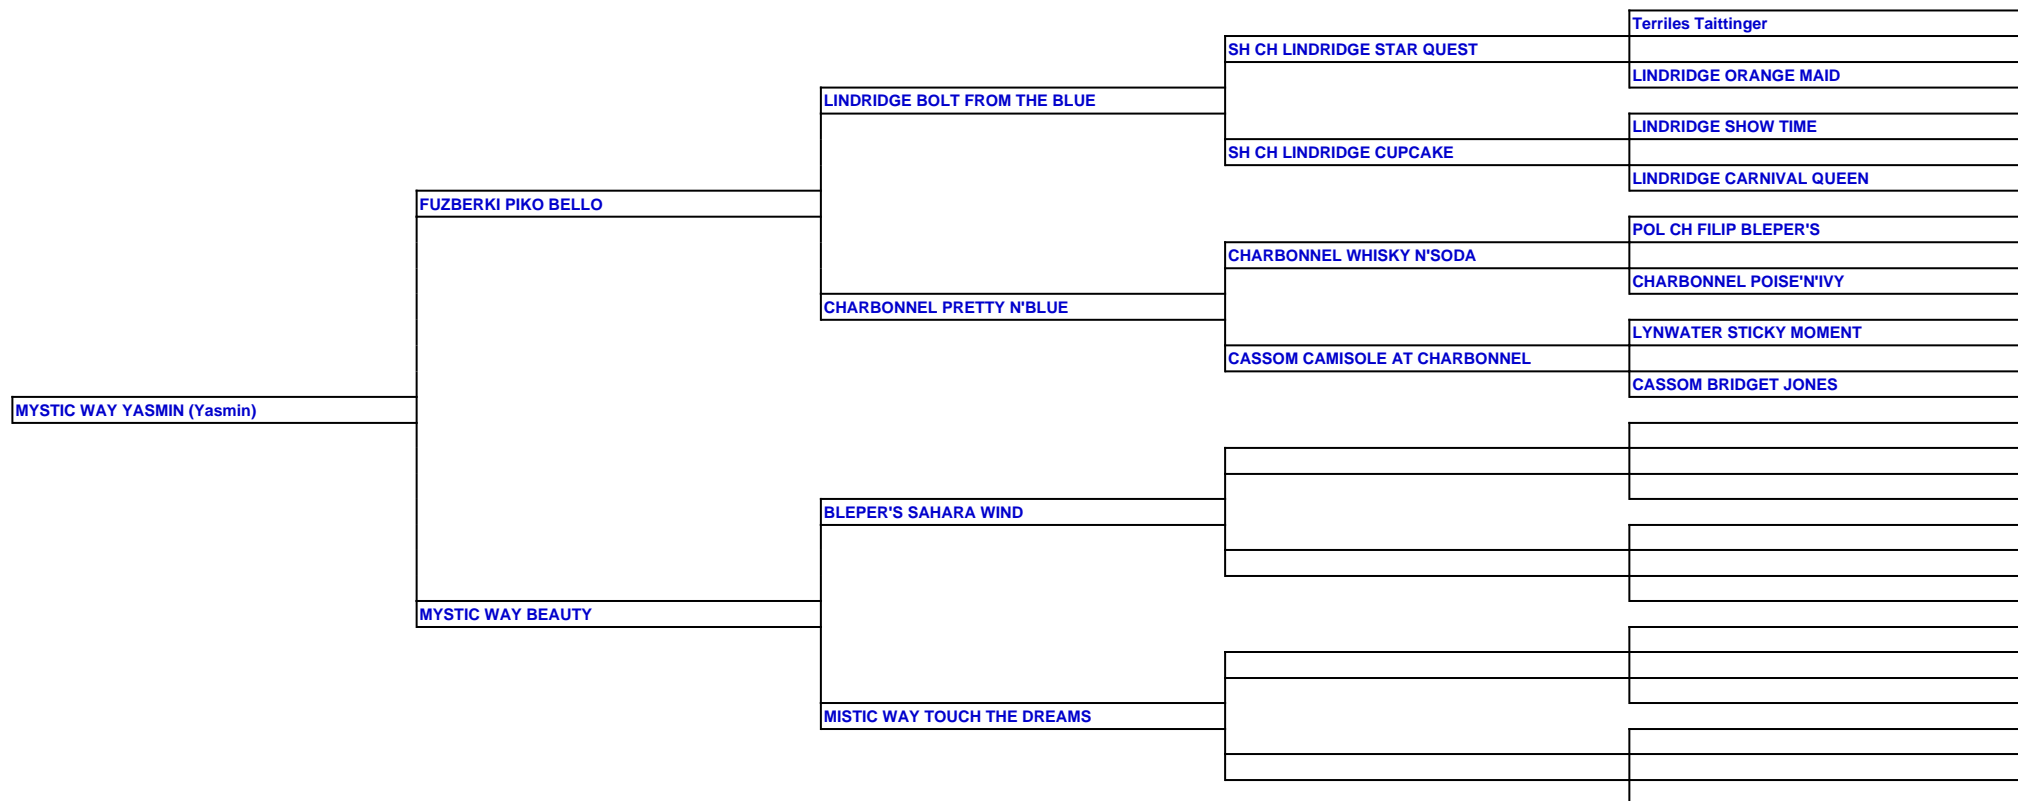 Terriles Taittinger
SH CH LINDRIDGE STAR QUEST
LINDRIDGE ORANGE MAID
LINDRIDGE BOLT FROM THE BLUE
LINDRIDGE SHOW TIME
SH CH LINDRIDGE CUPCAKE
LINDRIDGE CARNIVAL QUEEN
FUZBERKI PIKO BELLO
POL CH FILIP BLEPER'S
CHARBONNEL WHISKY N'SODA
CHARBONNEL POISE'N'IVY
CHARBONNEL PRETTY N'BLUE
LYNWATER STICKY MOMENT
CASSOM CAMISOLE AT CHARBONNEL
CASSOM BRIDGET JONES
MYSTIC WAY YASMIN (Yasmin)
BLEPER'S SAHARA WIND
MYSTIC WAY BEAUTY
MISTIC WAY TOUCH THE DREAMS